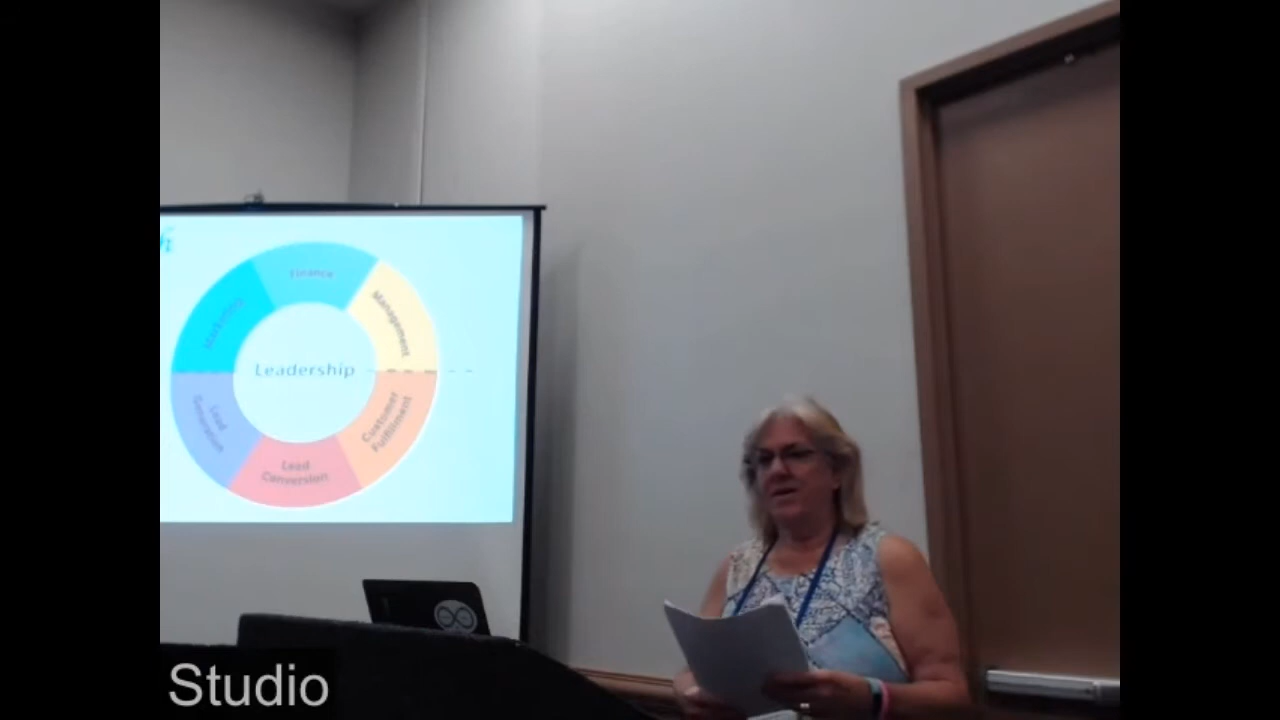 Finance
Management
Marketing
Leadership
Customer
Fulfillment
Lead
Generation
Lead
Conversion
Studio